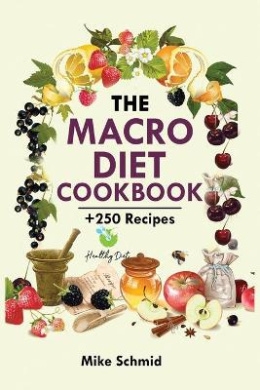 THE
MACRO
DIET
COOKBOOK
+250 Recipes
Healthy Diet
Mike Schmid